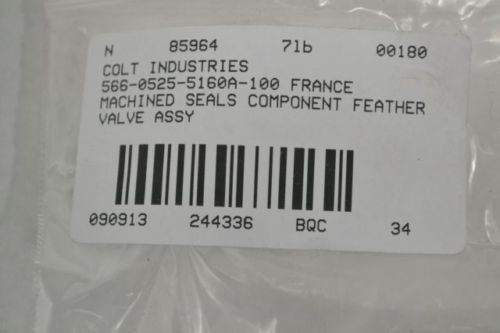 N 85964 7lb 00180
COLT INDUSTRIES
566-0525-5160A-100 FRANCE
MACHINED SEALS COMPONENT FEATHER
VALVE ASSY
090913 244336 BQC 34